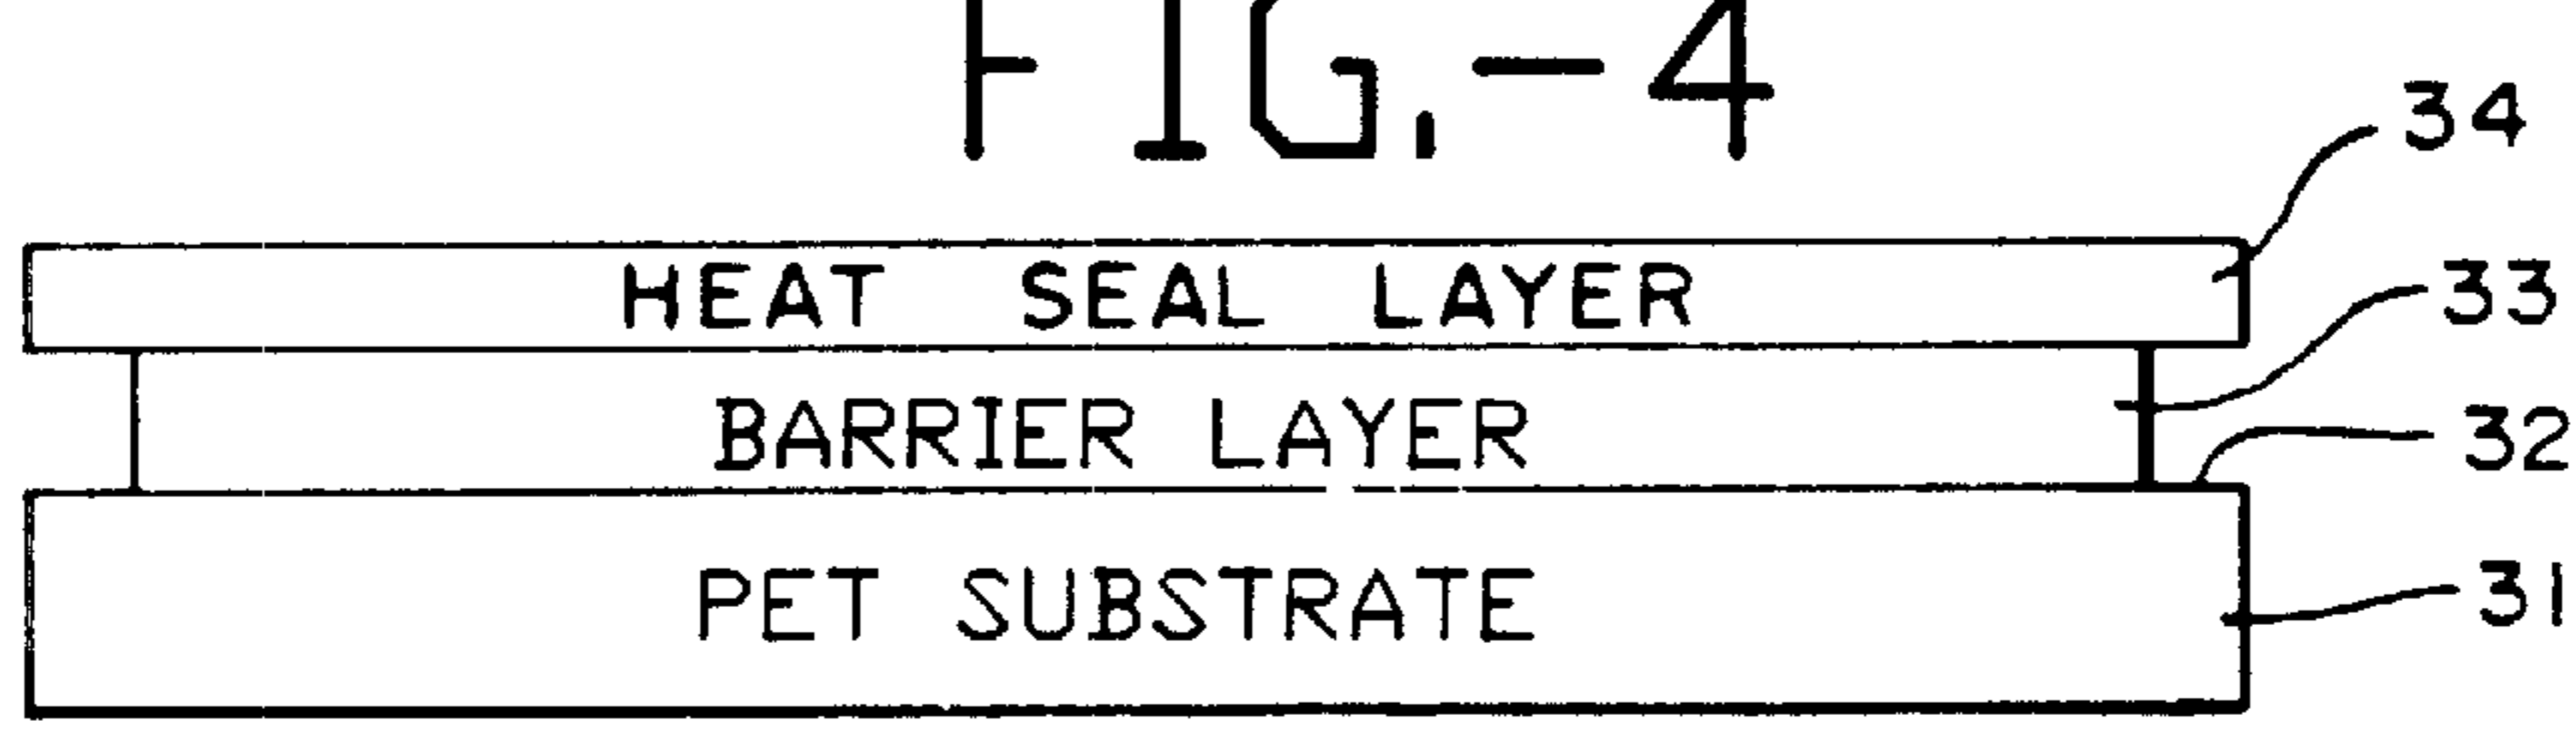 FIG.-4
34
HEAT SEAL LAYER
33
BARRIER LAYER
32
PET SUBSTRATE
31